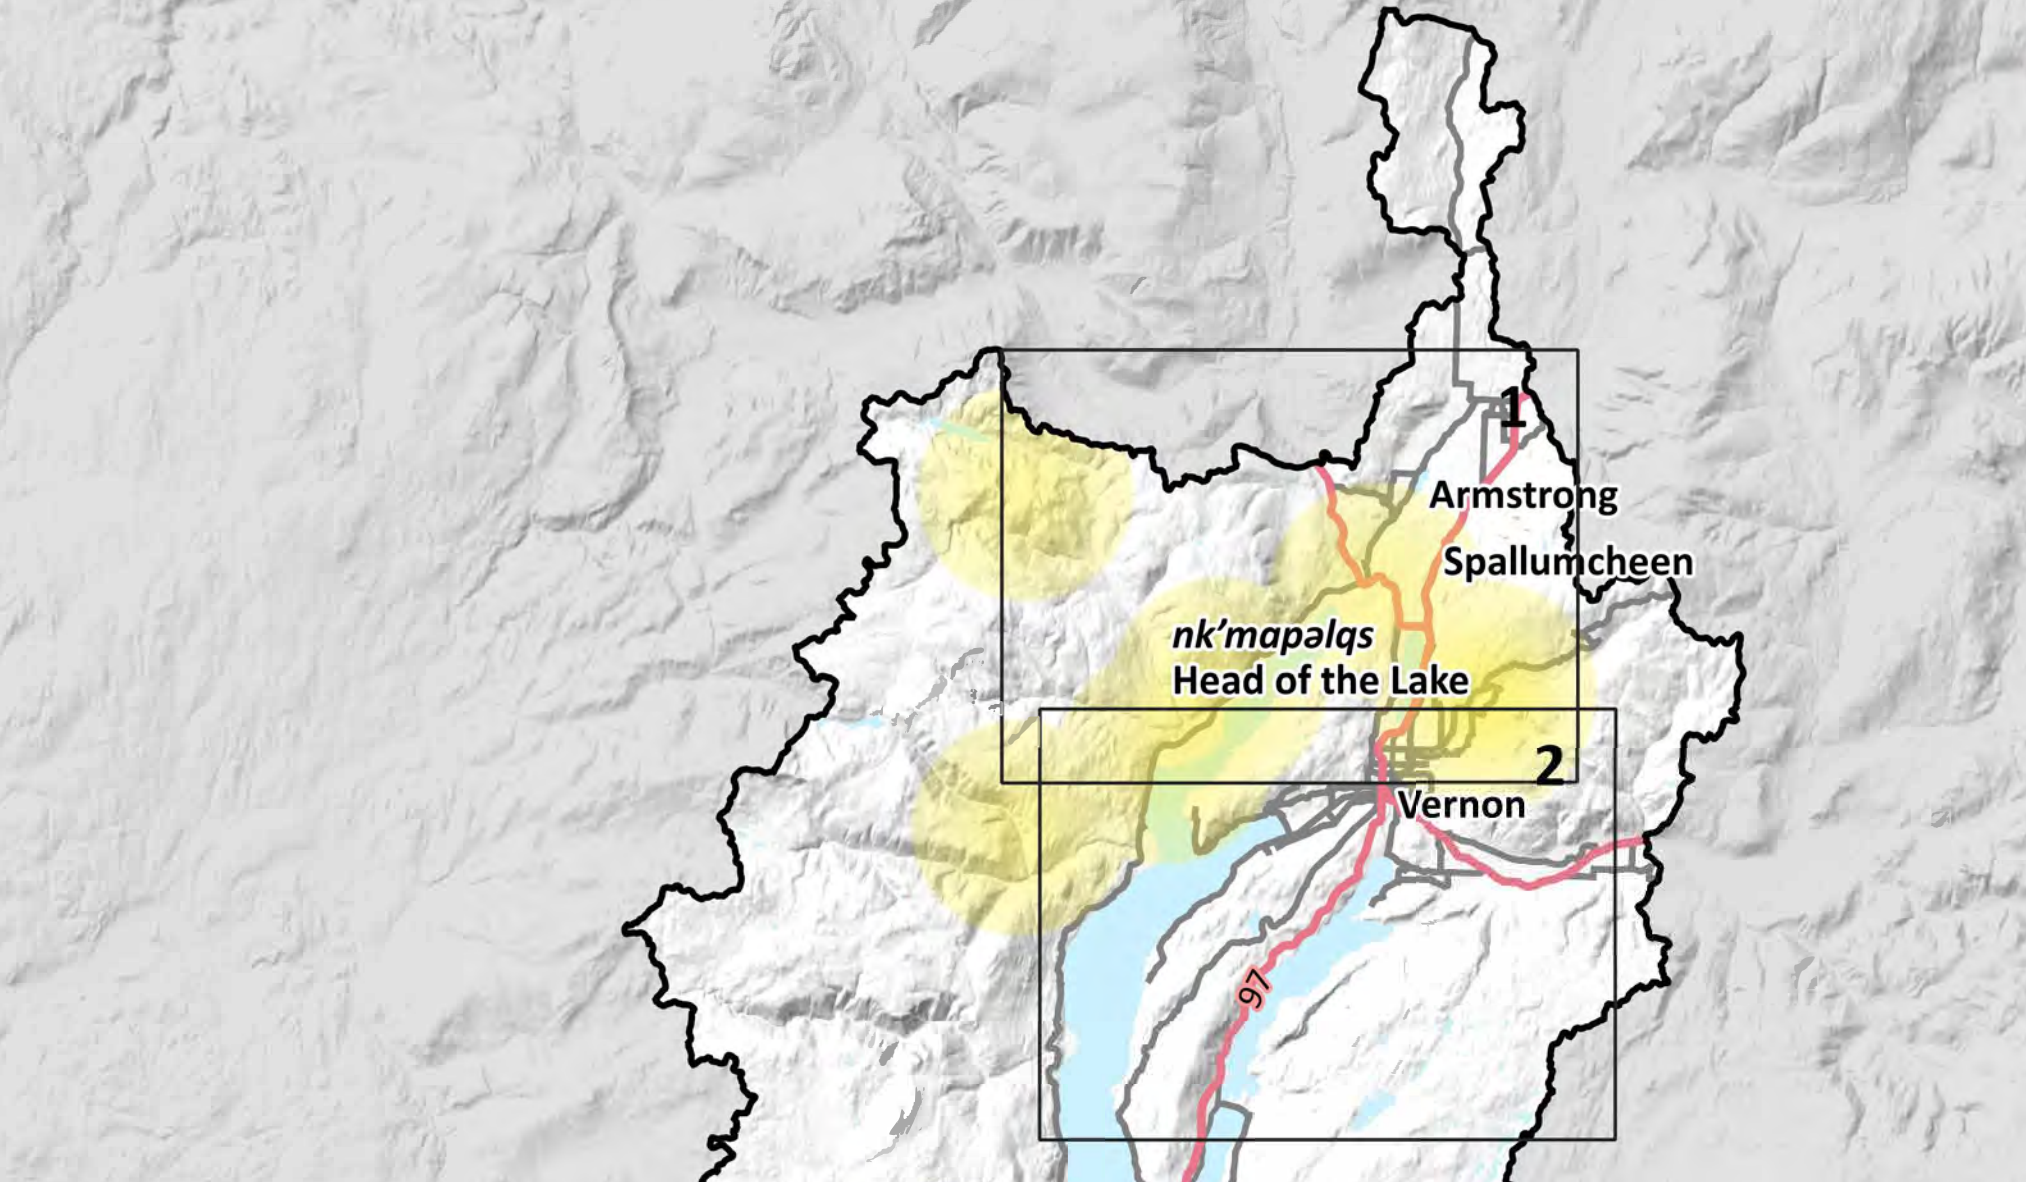 1
Armstrong
Spallumcheen
nk’mapəlqs
Head of the Lake
2
Vernon
97